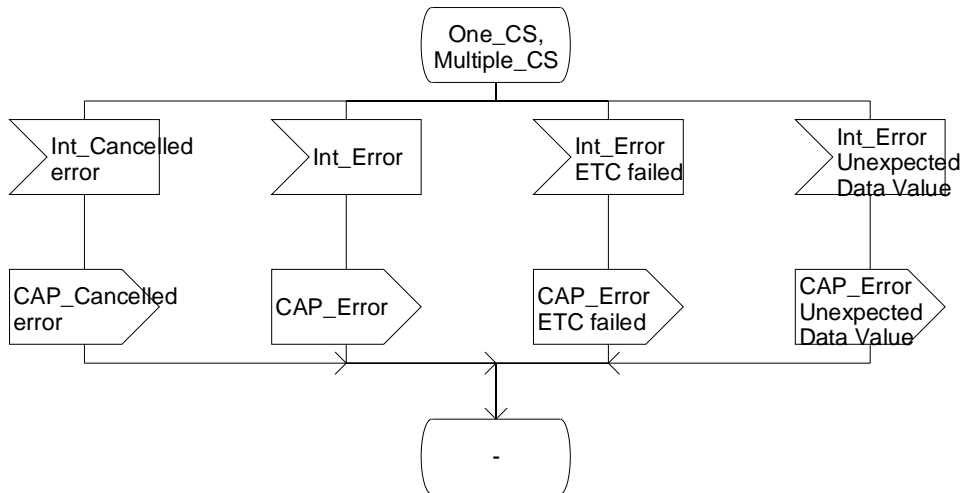 One_CS,
Multiple_CS
Int_Cancelled
error
Int_Error
Int_Error
ETC failed
Int_Error
Unexpected
Data Value
CAP_Cancelled
error
CAP_Error
CAP_Error
ETC failed
CAP_Error
Unexpected
Data Value
-